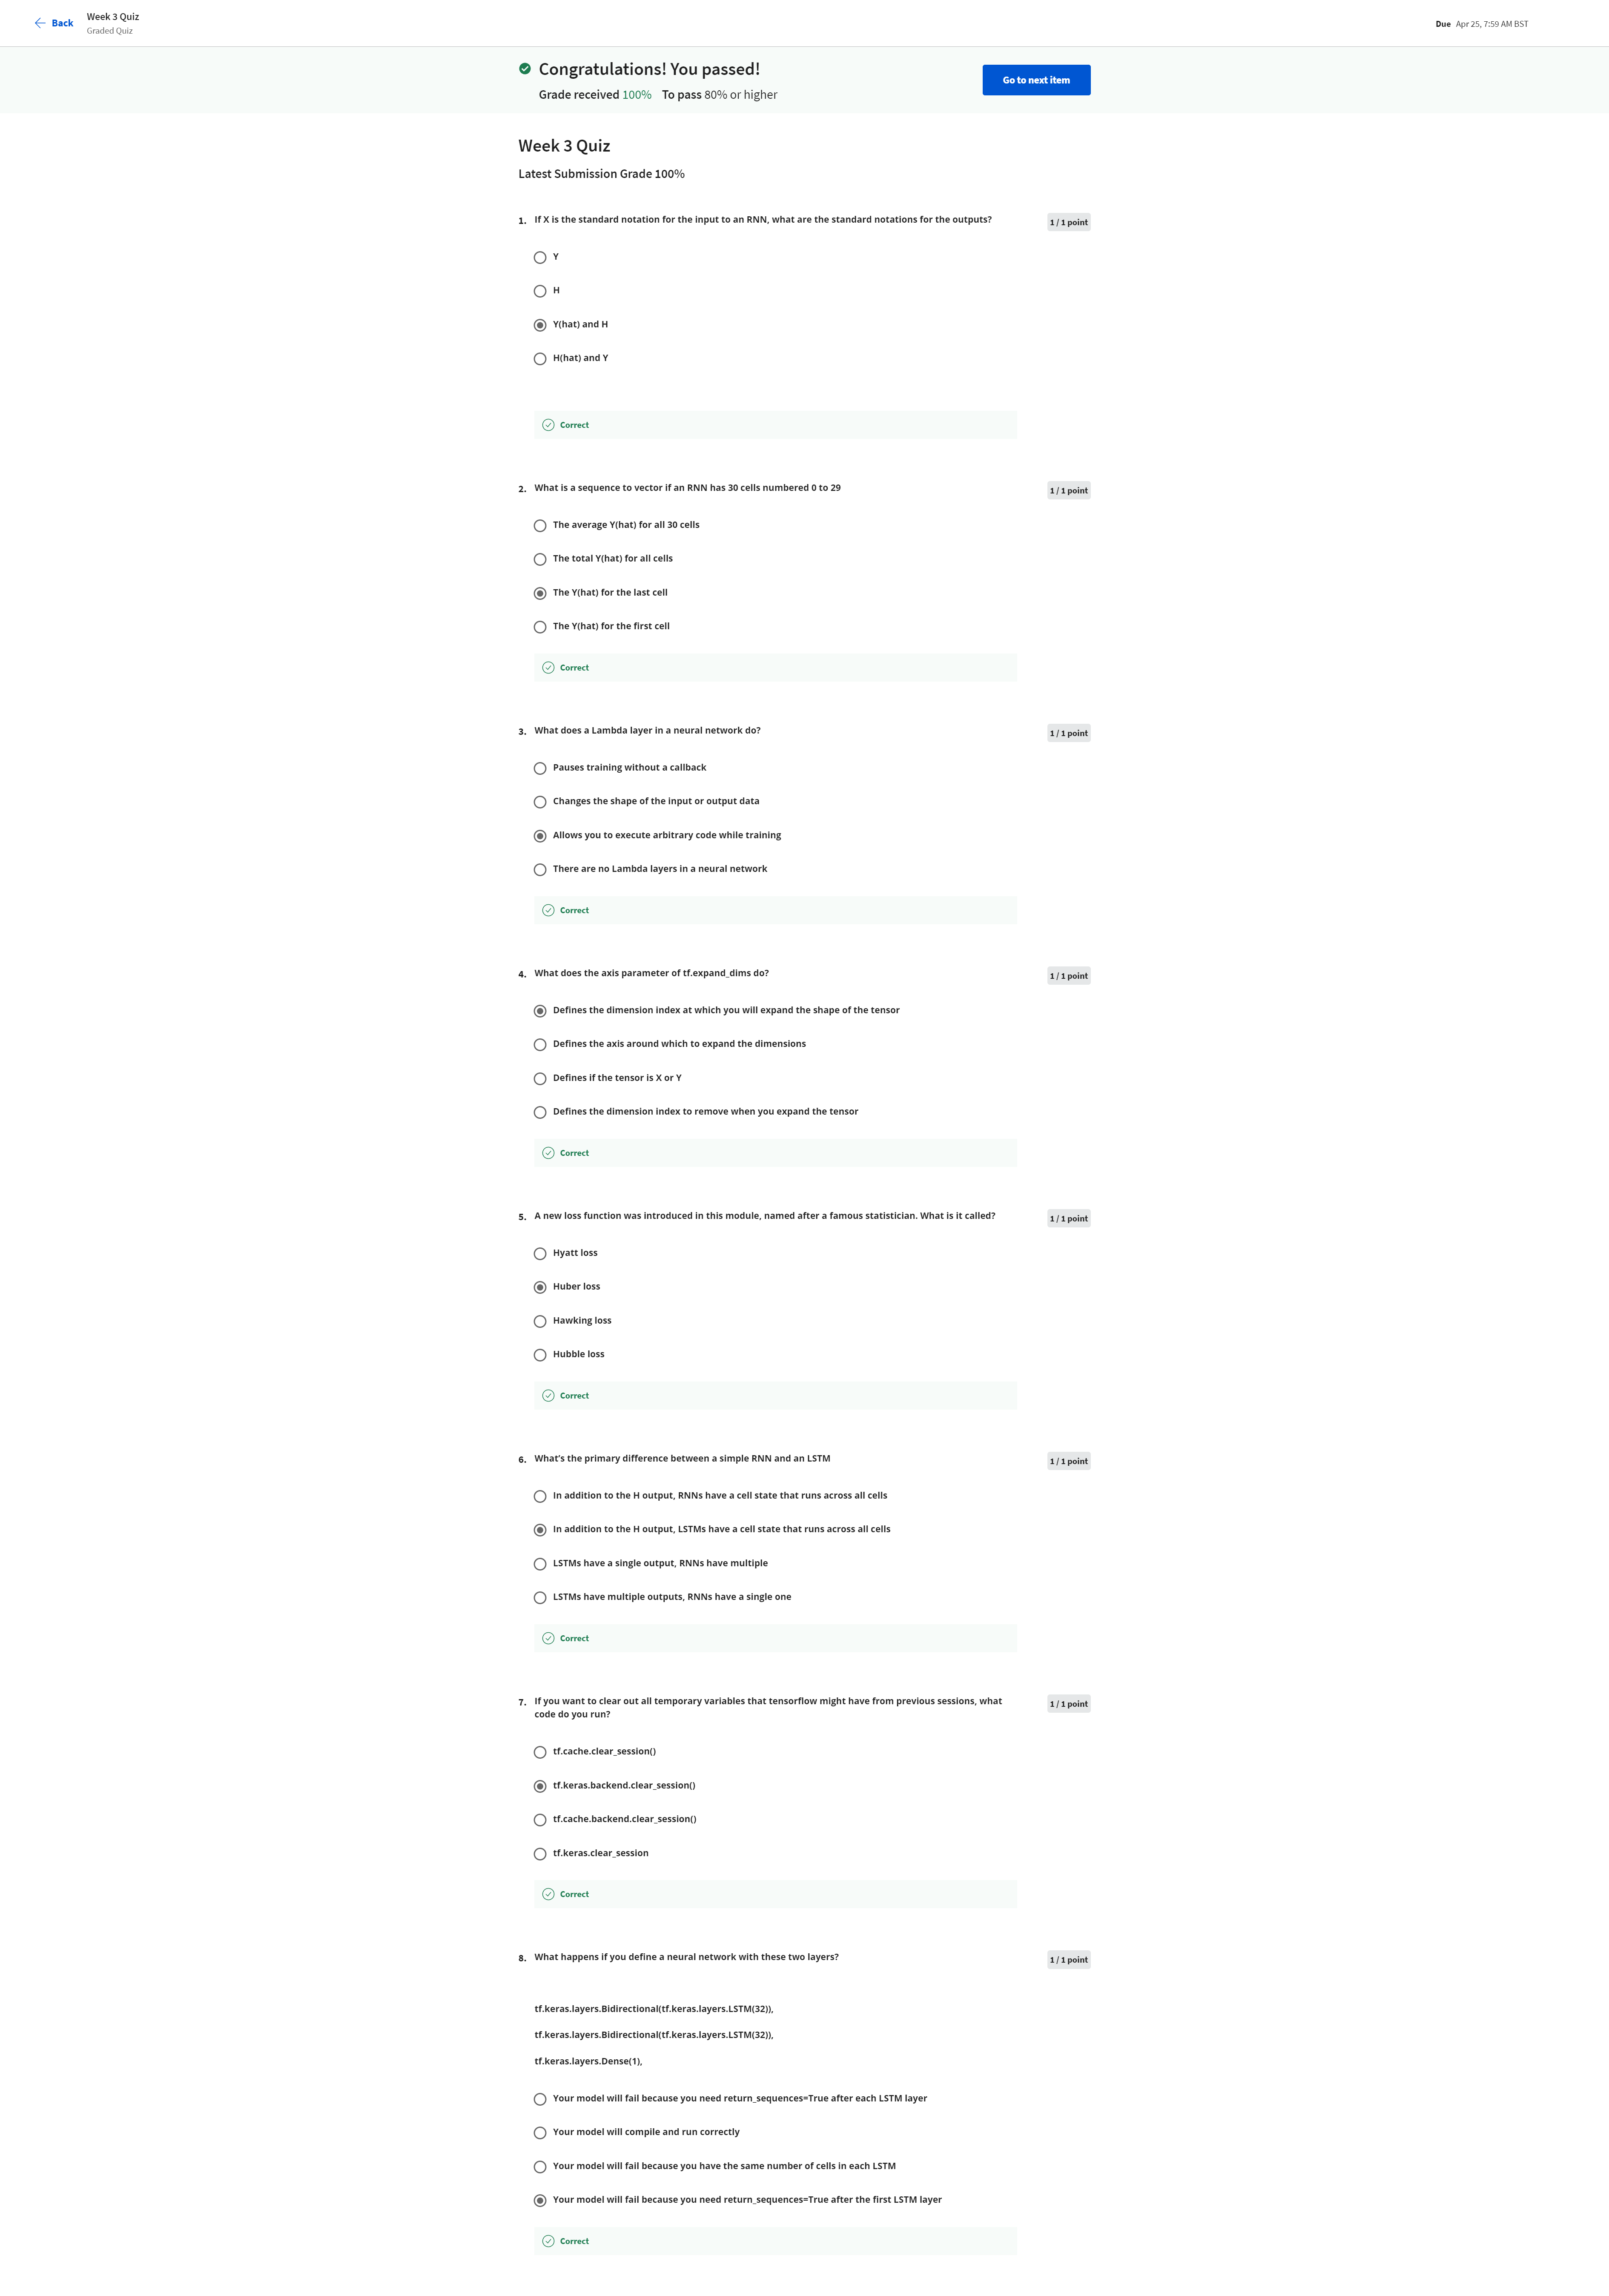 Back
Week 3 Quiz
Graded Quiz
Due Apr 25, 7:59 AM BST
Congratulations! You passed!
Grade received 100% To pass 80% or higher
Go to next item
Week 3 Quiz
Latest Submission Grade 100%
1. If X is the standard notation for the input to an RNN, what are the standard notations for the outputs?
1 / 1 point
Y
H
Y(hat) and H
H(hat) and Y
Correct
2. What is a sequence to vector if an RNN has 30 cells numbered 0 to 29
1 / 1 point
The average Y(hat) for all 30 cells
The total Y(hat) for all cells
The Y(hat) for the last cell
The Y(hat) for the first cell
Correct
3. What does a Lambda layer in a neural network do?
1 / 1 point
Pauses training without a callback
Changes the shape of the input or output data
Allows you to execute arbitrary code while training
There are no Lambda layers in a neural network
Correct
4. What does the axis parameter of tf.expand_dims do?
1 / 1 point
Defines the dimension index at which you will expand the shape of the tensor
Defines the axis around which to expand the dimensions
Defines if the tensor is X or Y
Defines the dimension index to remove when you expand the tensor
Correct
5. A new loss function was introduced in this module, named after a famous statistician. What is it called?
1 / 1 point
Hyatt loss
Huber loss
Hawking loss
Hubble loss
Correct
6. What's the primary difference between a simple RNN and an LSTM
1 / 1 point
In addition to the H output, RNNs have a cell state that runs across all cells
In addition to the H output, LSTMs have a cell state that runs across all cells
LSTMs have a single output, RNNs have multiple
LSTMs have multiple outputs, RNNs have a single one
Correct
7. If you want to clear out all temporary variables that tensorflow might have from previous sessions, what
code do you run?
1 / 1 point
tf.cache.clear_session()
tf.keras.backend.clear_session()
tf.cache.backend.clear_session()
tf.keras.clear_session
Correct
8. What happens if you define a neural network with these two layers?
1 / 1 point
tf.keras.layers.Bidirectional(tf.keras.layers.LSTM(32)),
tf.keras.layers.Bidirectional(tf.keras.layers.LSTM(32)),
tf.keras.layers.Dense(1),
Your model will fail because you need return_sequences=True after each LSTM layer
Your model will compile and run correctly
Your model will fail because you have the same number of cells in each LSTM
Your model will fail because you need return_sequences=True after the first LSTM layer
Correct